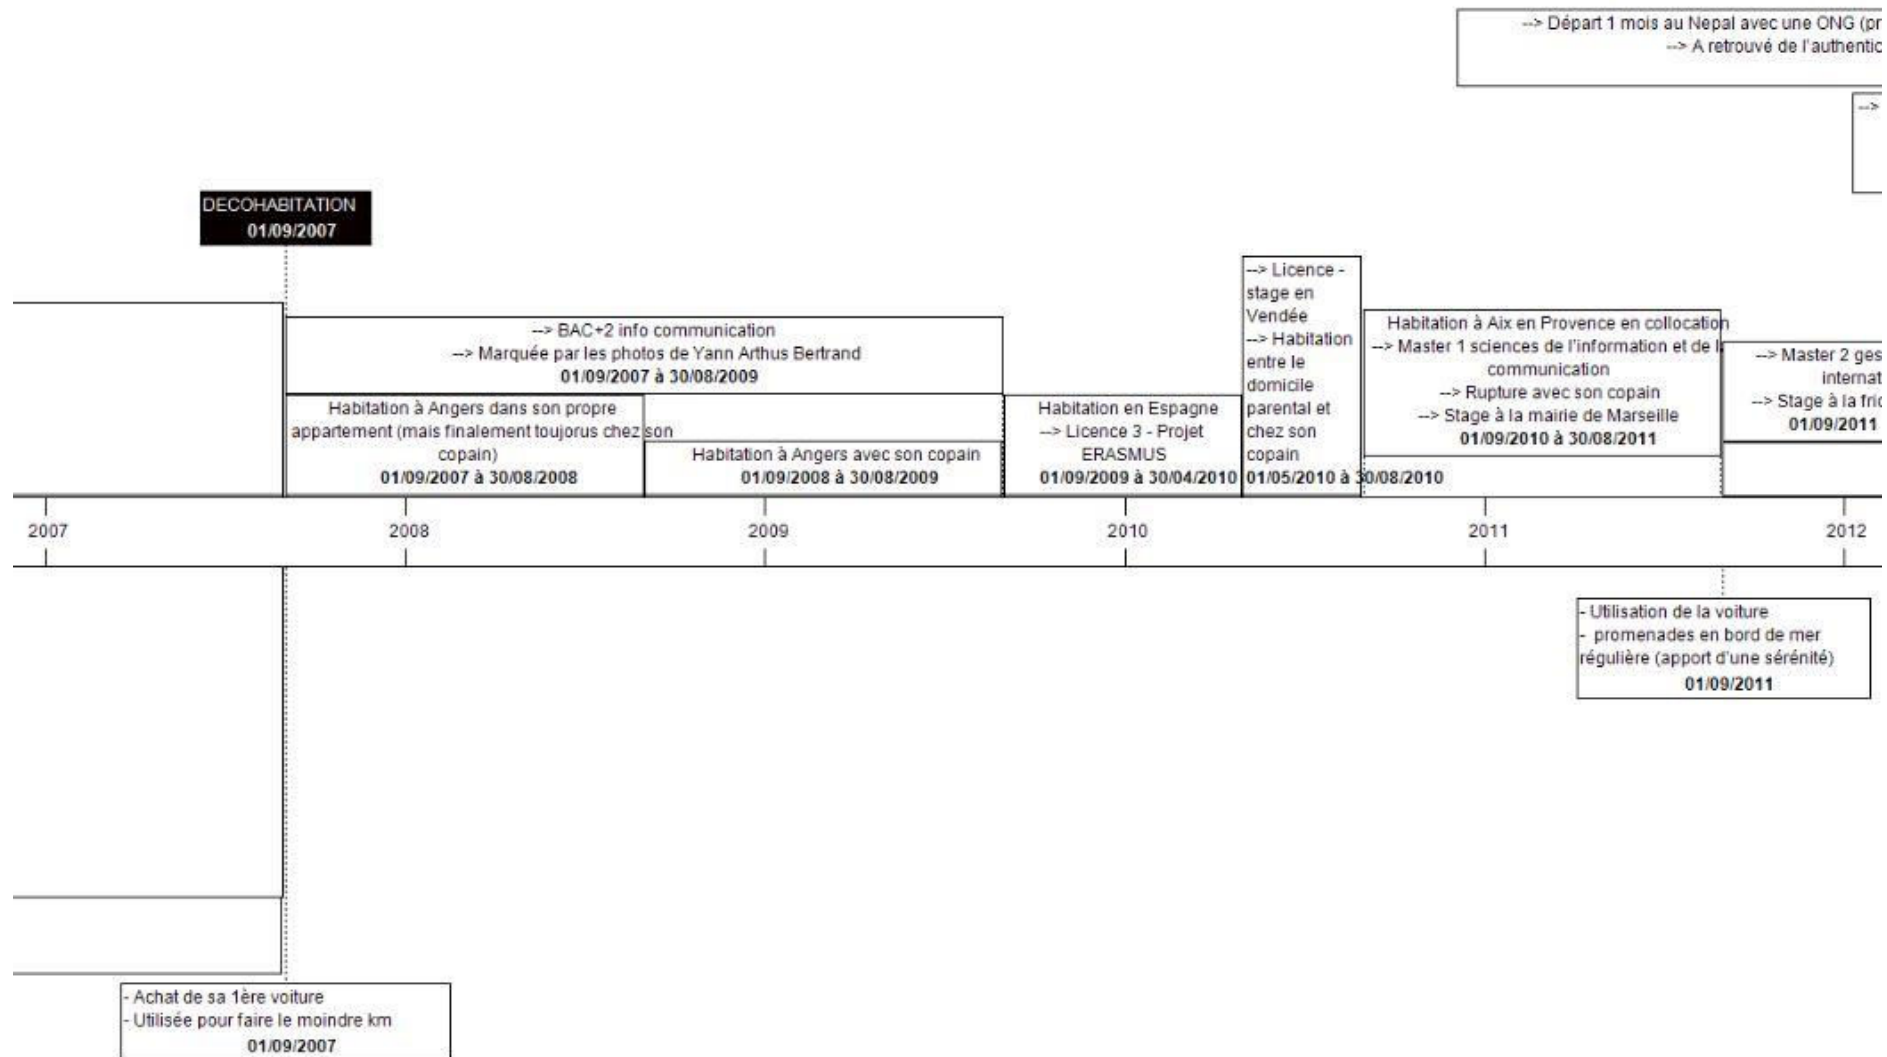 --> Départ 1 mois au Nepal avec une ONG (pr
--> A retrouvé de l'authentic
-->
DECOHABITATION
01/09/2007
--> BAC+2 info communication
--> Marquée par les photos de Yann Arthus Bertrand
01/09/2007 à 30/08/2009
Habitation à Angers dans son propre
appartement (mais finalement toujorus chez son
copain)
01/09/2007 à 30/08/2008
Habitation à Angers avec son copain
01/09/2008 à 30/08/2009
Habitation en Espagne
--> Licence 3 - Projet
ERASMUS
01/09/2009 à 30/04/2010
--> Licence -
stage en
Vendée
--> Habitation
entre le
domicile
parental et
chez son
copain
01/05/2010 à 30/08/2010
Habitation à Aix en Provence en collocation
--> Master 1 sciences de l'information et de l
communication
--> Rupture avec son copain
--> Stage à la mairie de Marseille
01/09/2010 à 30/08/2011
--> Master 2 ges
internat
--> Stage à la fric
01/09/2011
2007
2008
2009
2010
2011
2012
- Utilisation de la voiture
- promenades en bord de mer
régulière (apport d'une sérénité)
01/09/2011
- Achat de sa 1ère voiture
- Utilisée pour faire le moindre km
01/09/2007